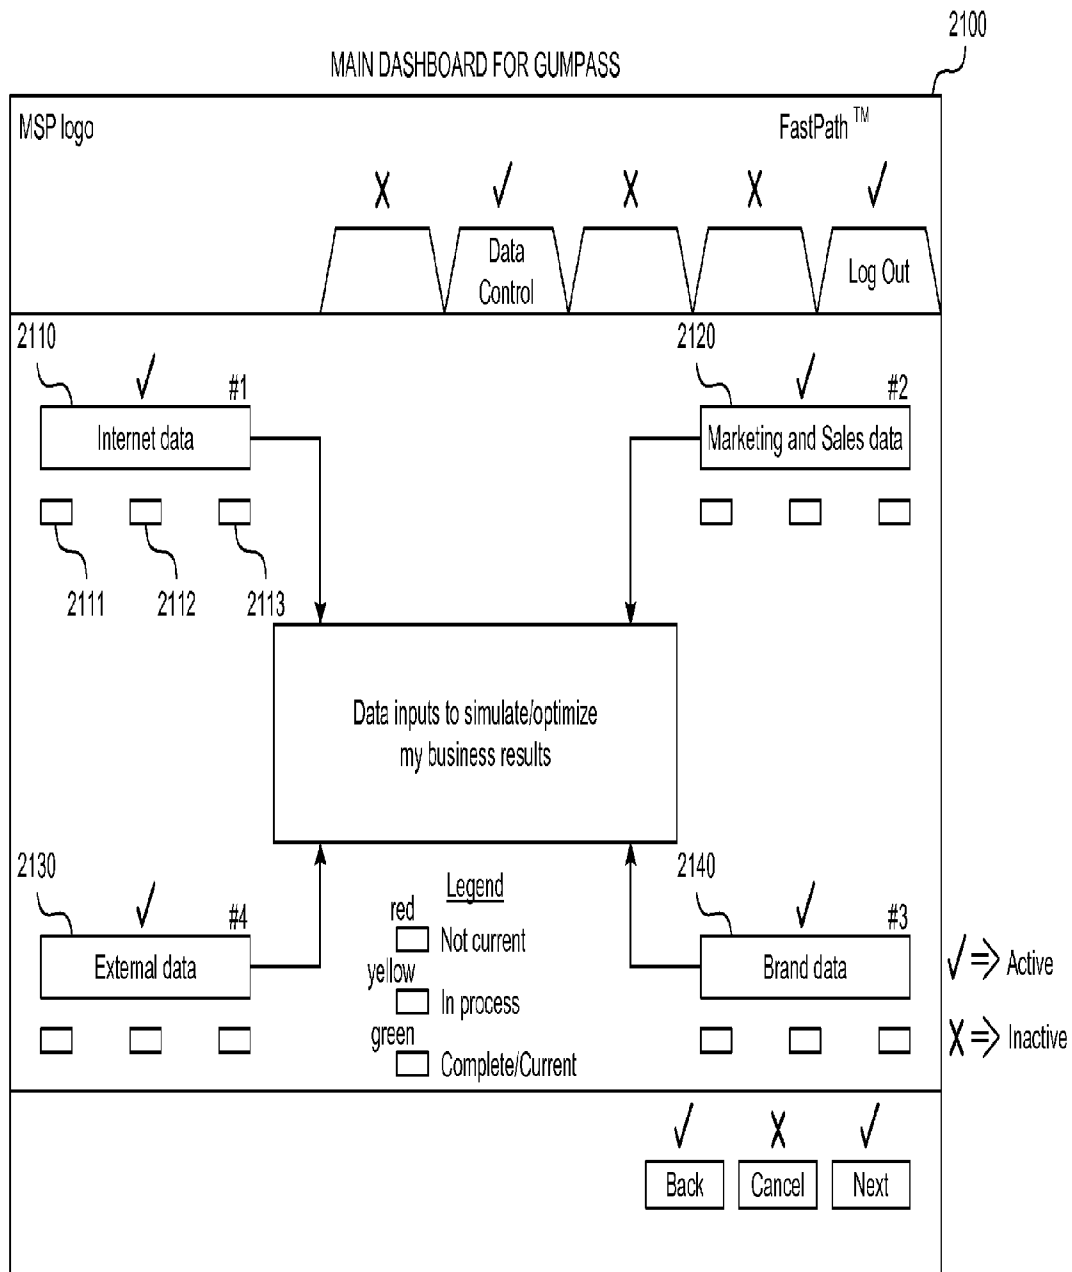 2100
MAIN DASHBOARD FOR GUMPASS
MSP logo
FastPath TM
X ✓ X X ✓
Data
Control
Log Out
2110
2120
✓
✓
#1
#2
Internet data
Marketing and Sales data
2111
2112
2113
Data inputs to simulate/optimize
my business results
2130
2140
✓
✓
#4
#3
External data
Brand data
Legend
red
Not current
yellow
In process
green
Complete/Current
✓ => Active
X => Inactive
✓ X ✓
Back
Cancel
Next